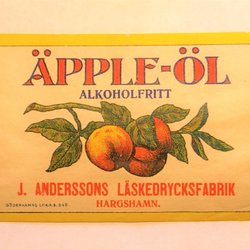 ÄPPLE-ÖL
ALKOHOLFRITT
J. ANDERSSONS LÄSKEDRYCKSFABRIK
HARGSHAMN.